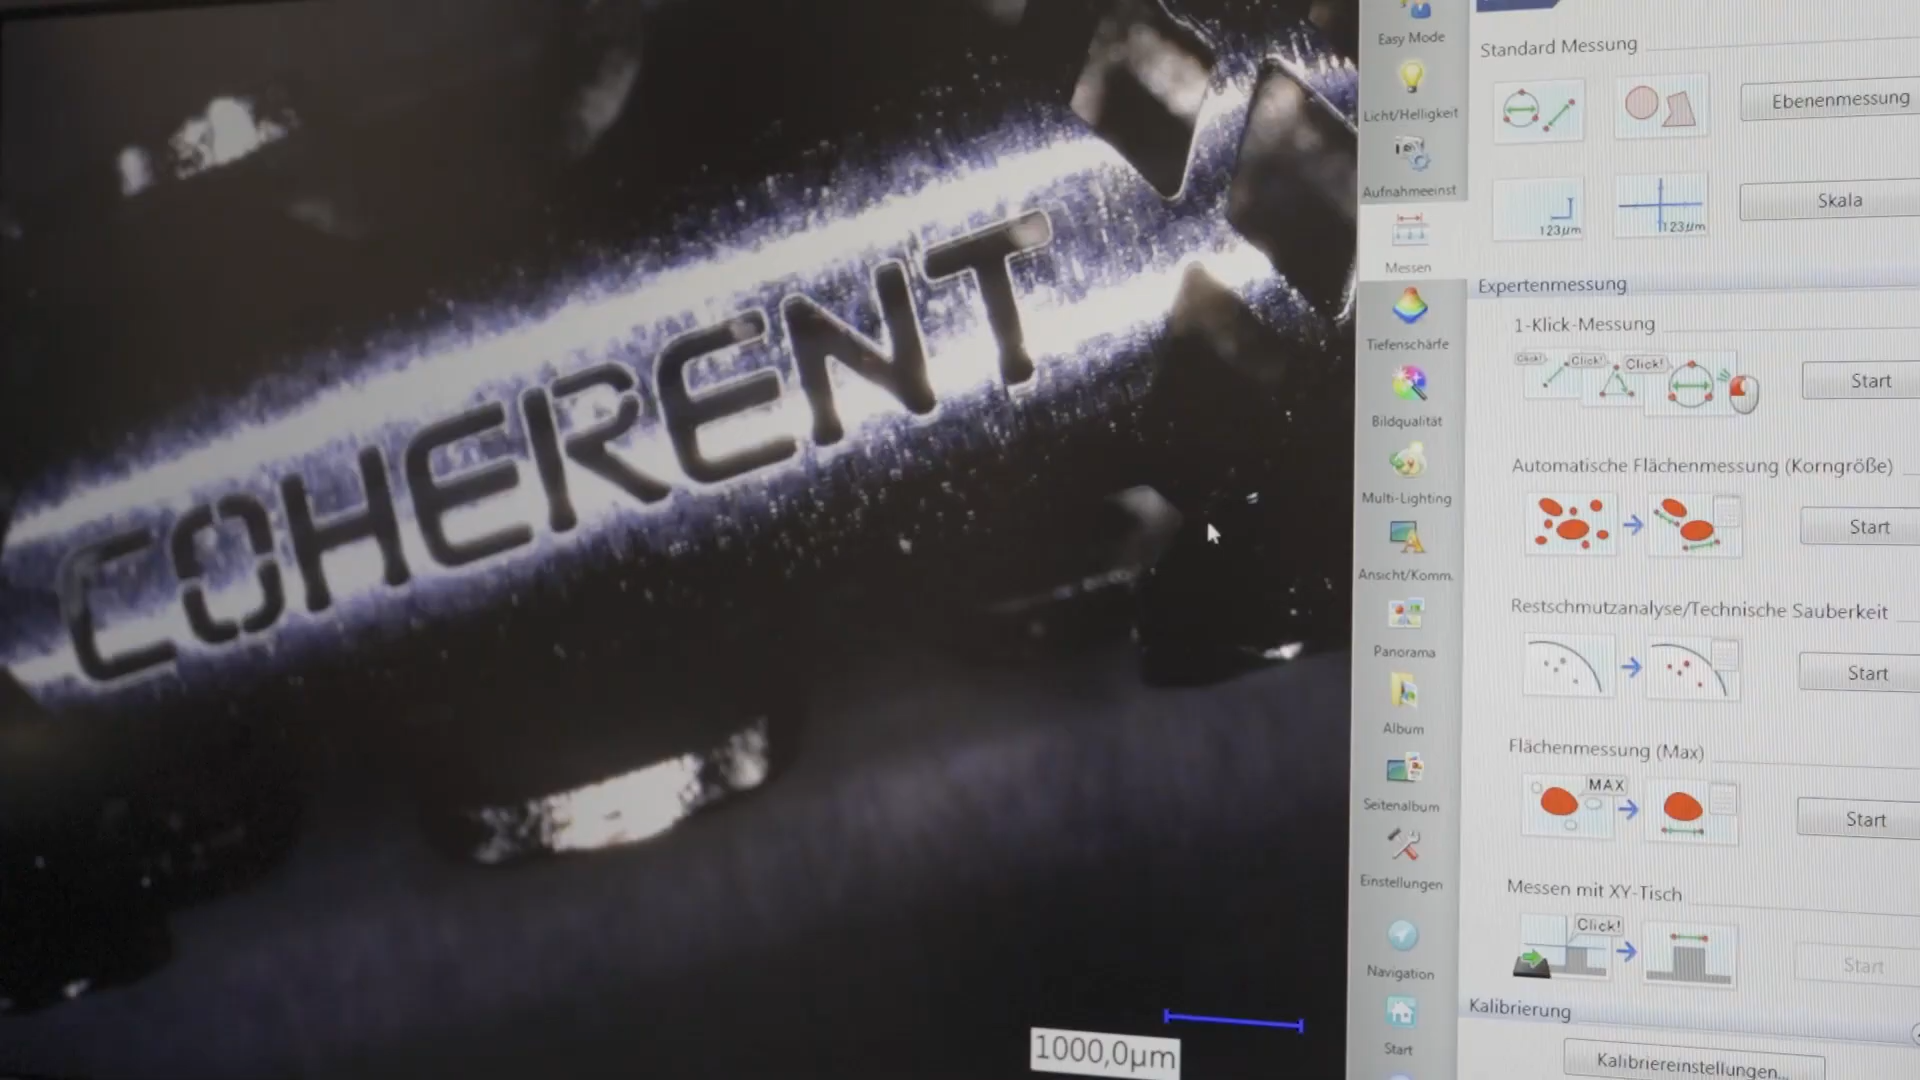 COHERENT
1000,0µm
Easy Mode
Licht/Helligkeit
Aufnahmeeinst
Messen
Tiefenschärfe
Bildqualität
Multi-Lighting
Ansicht/Komm.
Panorama
Album
Seitenalbum
Einstellungen
Navigation
Start
Standard Messung
Ebenenmessung
123µm
123µm
Skala
Expertenmessung
1-Klick-Messung
Click!
Click!
Click!
Start
Automatische Flächenmessung (Korngröße)
Start
Restschmutzanalyse/Technische Sauberkeit
Start
Flächenmessung (Max)
MAX
Start
Messen mit XY-Tisch
Click!
Start
Kalibrierung
Kalibriereinstellungen...